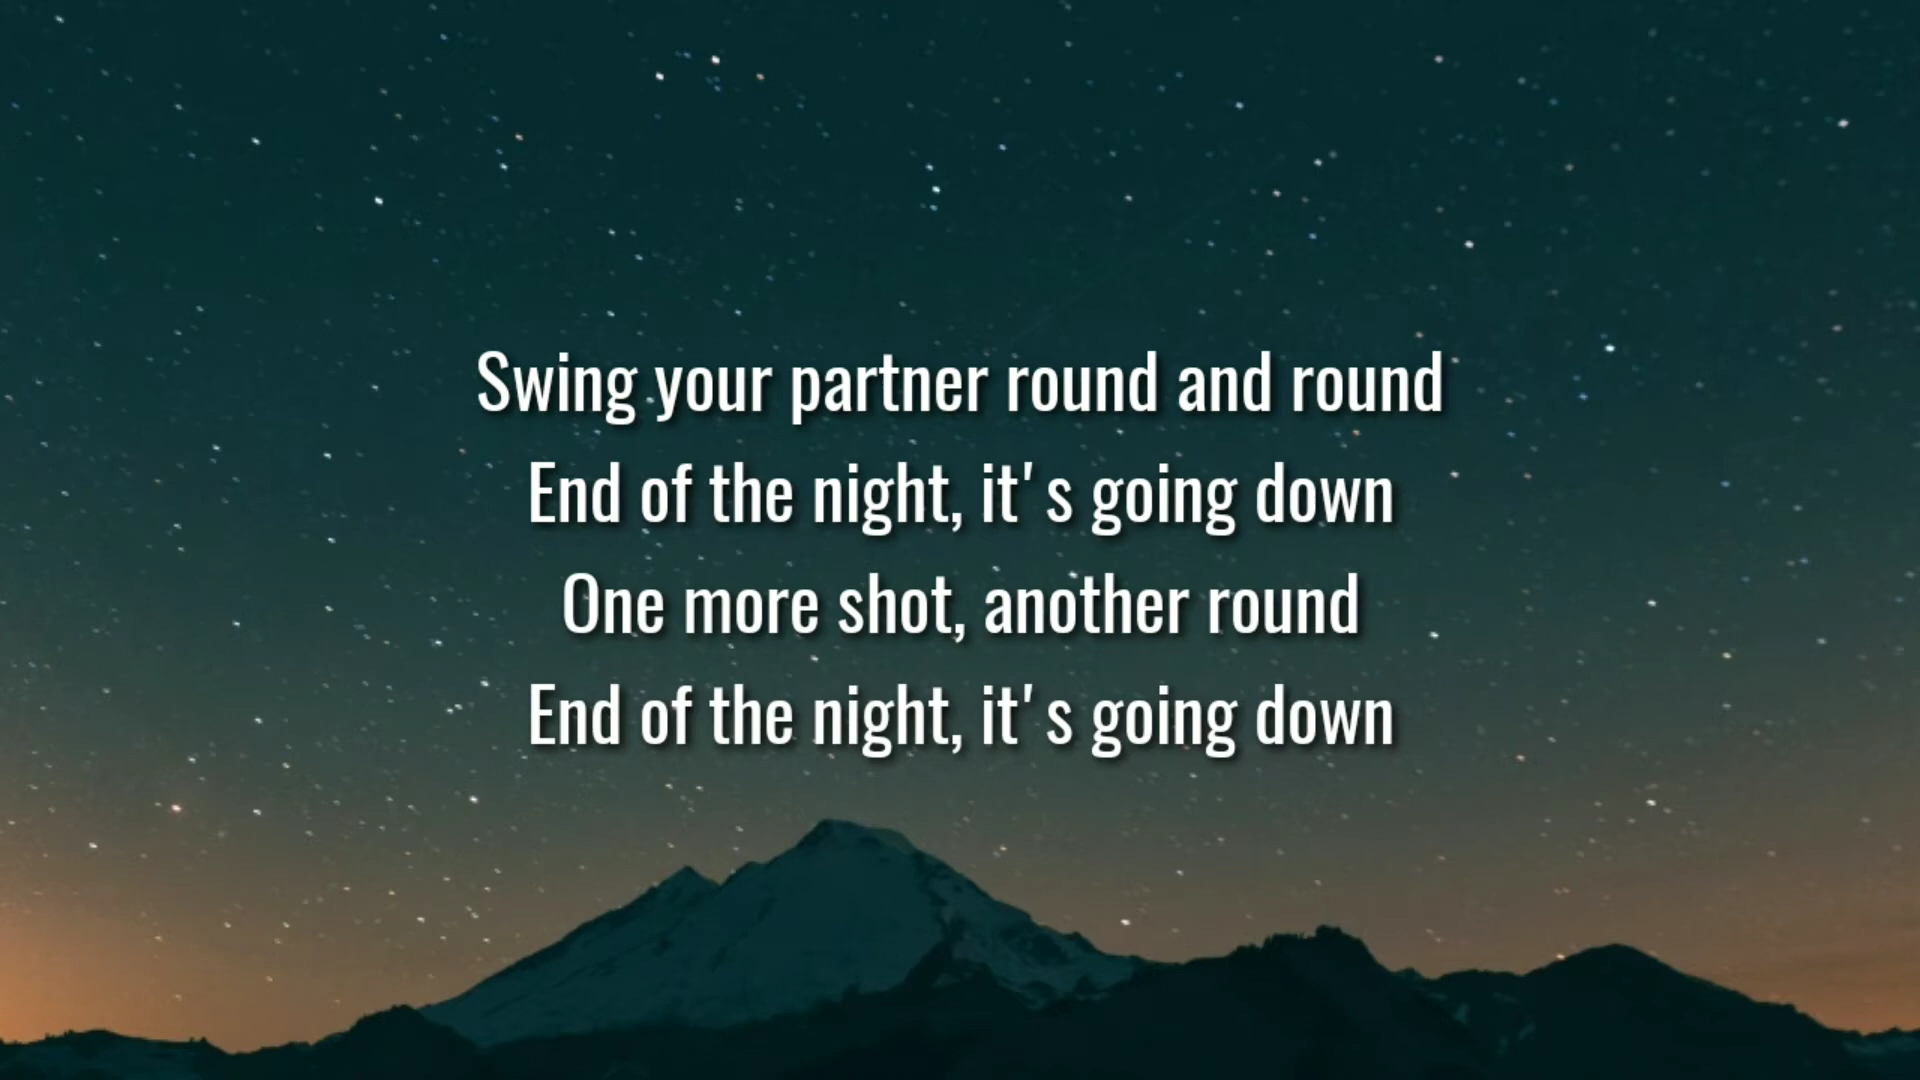 Swing your partner round and round
End of the night, it's going down
One more shot, another round
End of the night, it's going down